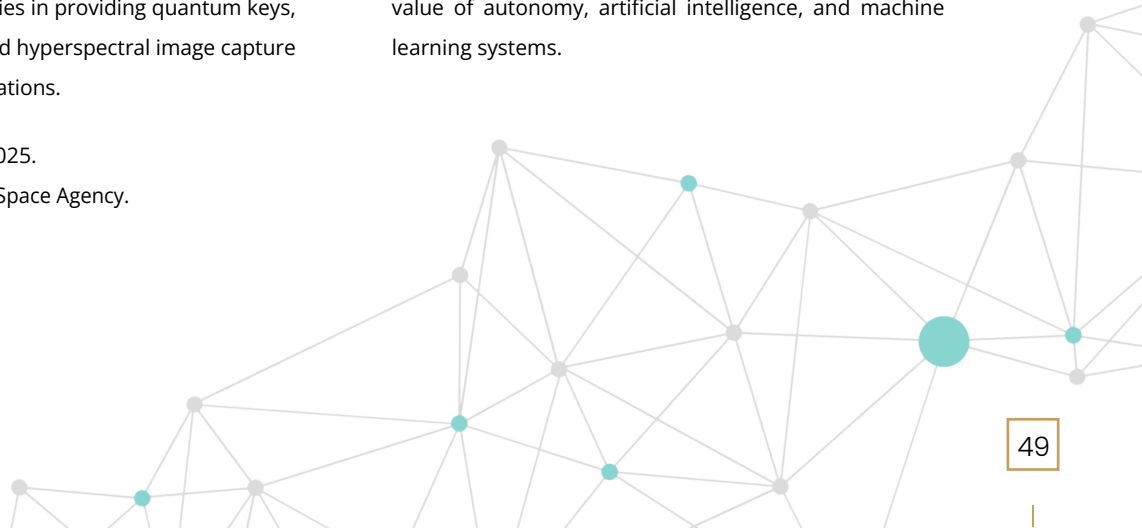 ies in providing quantum keys,
d hyperspectral image capture
ations.
025.
Space Agency.
value of autonomy, artificial intelligence, and machine
learning systems.
49